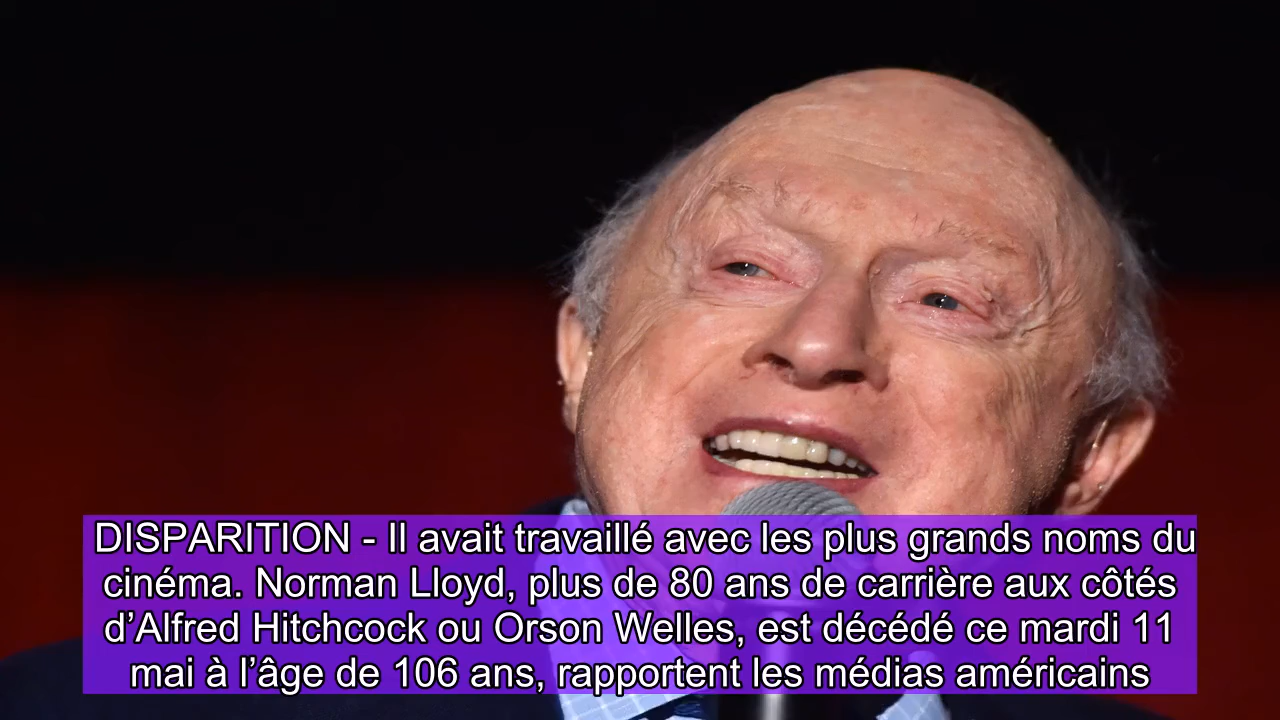 DISPARITION - Il avait travaillé avec les plus grands noms du
cinéma. Norman Lloyd, plus de 80 ans de carrière aux côtés
d’Alfred Hitchcock ou Orson Welles, est décédé ce mardi 11
mai à l’âge de 106 ans, rapportent les médias américains